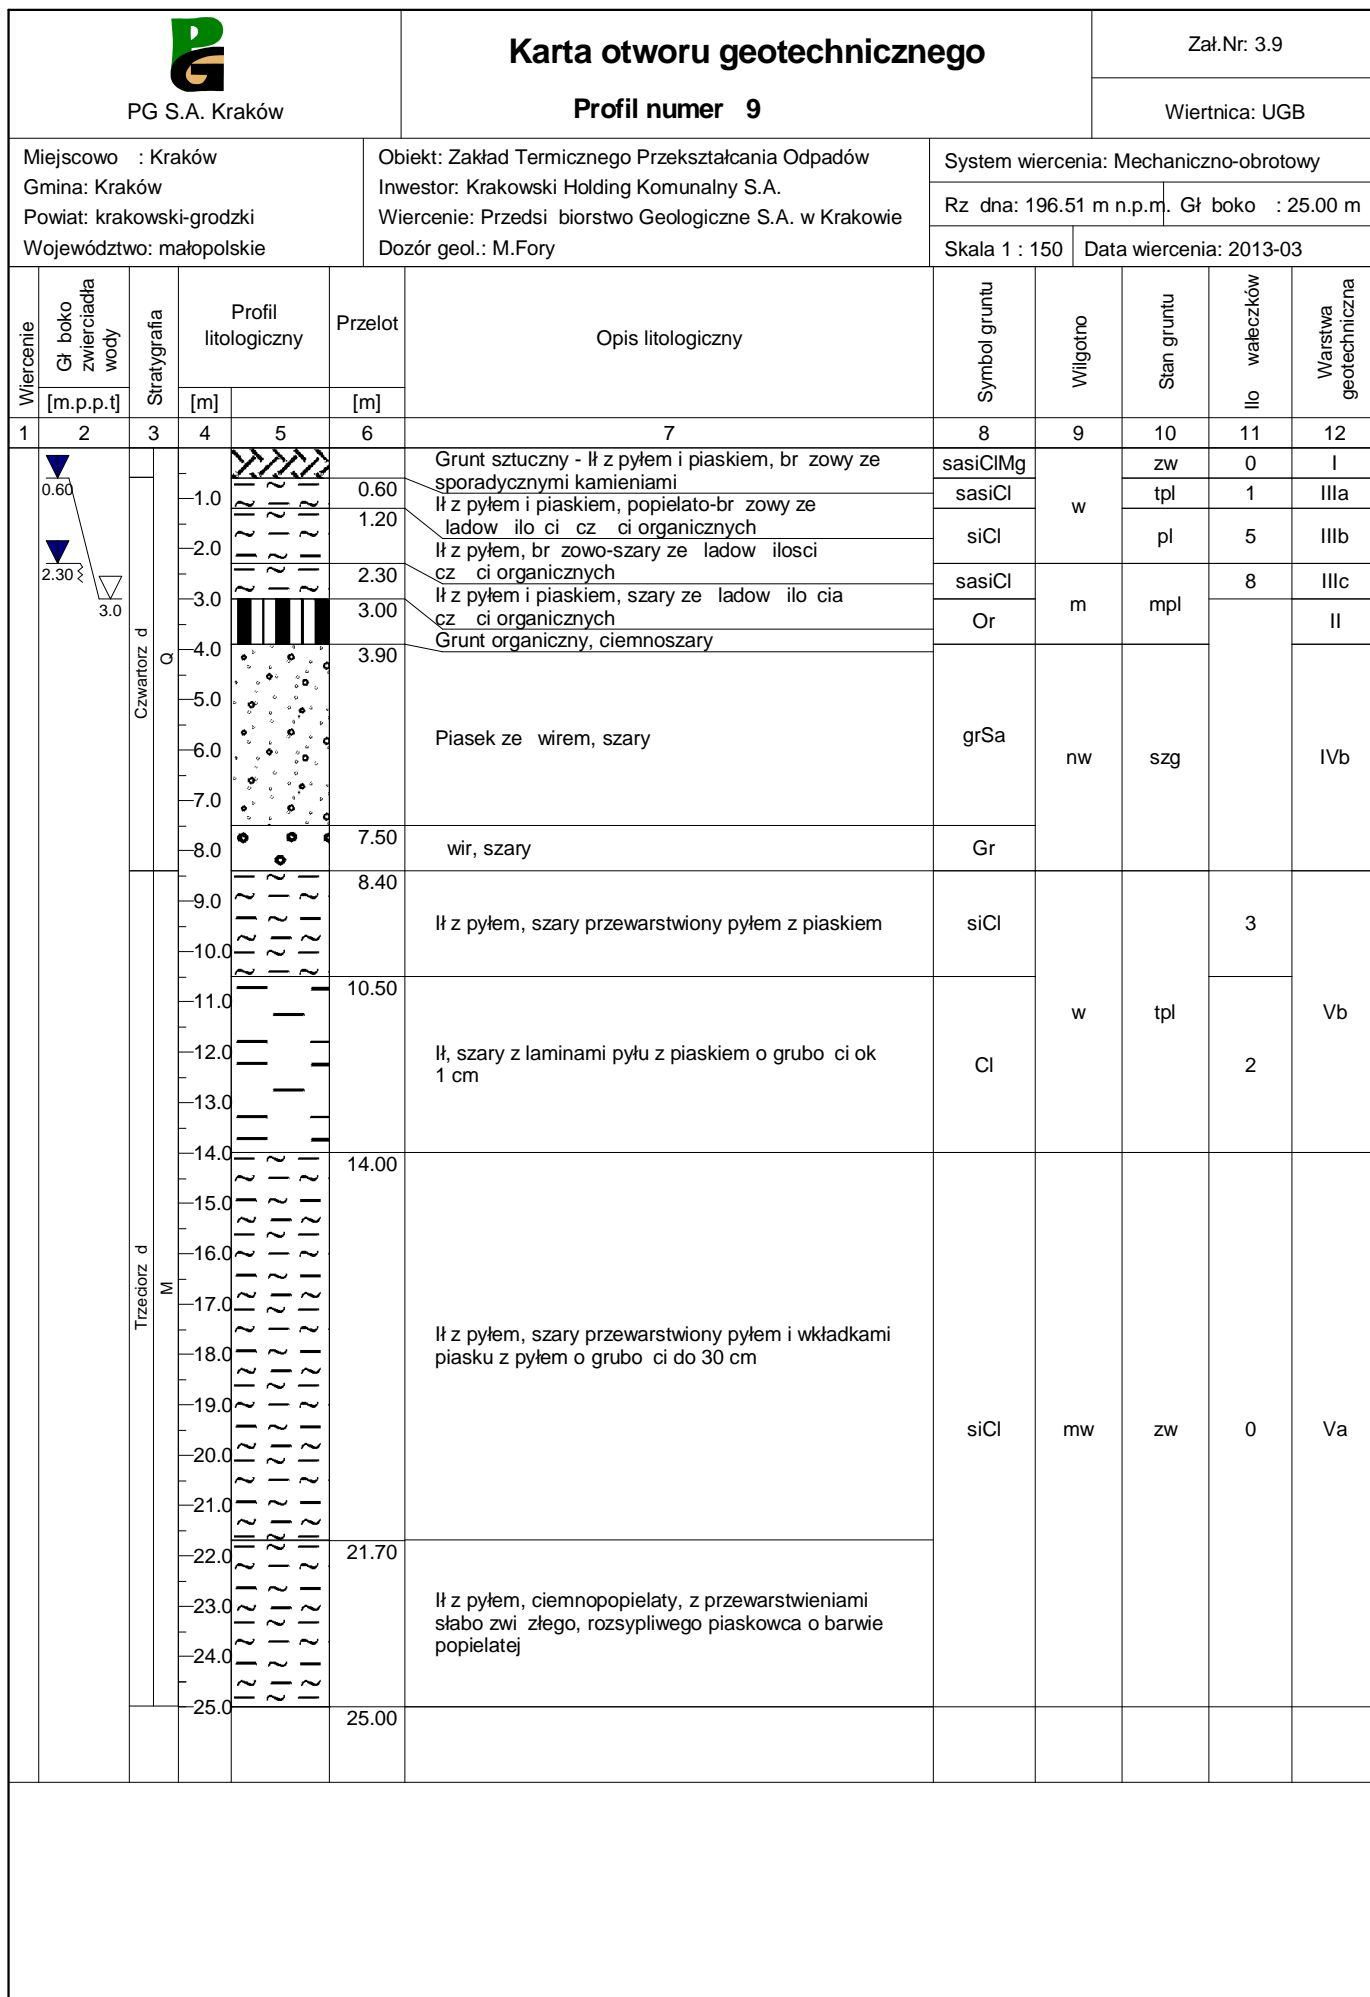 PG
PG S.A. Kraków
Karta otworu geotechnicznego
Profil numer 9
Zał.Nr: 3.9
Wiertnica: UGB
Miejscowo : Kraków
Gmina: Kraków
Powiat: krakowski-grodzki
Województwo: małopolskie
Obiekt: Zakład Termicznego Przekształcania Odpadów
Inwestor: Krakowski Holding Komunalny S.A.
Wiercenie: Przedsi biorstwo Geologiczne S.A. w Krakowie
Dozór geol.: M.Fory
System wiercenia: Mechaniczno-obrotowy
Rz dna: 196.51 m n.p.m. Gł boko : 25.00 m
Skala 1 : 150 Data wiercenia: 2013-03
Wiercenie
Gł boko
zwierciadła
wody
[m.p.p.t]
Stratygrafia
Profil
litologiczny
[m]
Przelot
[m]
Opis litologiczny
Symbol gruntu
Wilgotno
Stan gruntu
Ilo wałeczków
Warstwa
geotechniczna
1 2 3 4 5 6 7 8 9 10 11 12
0.60
2.30
3.0
Czwartorz d
Q
Trzeciorz d
M
1.0
2.0
3.0
4.0
5.0
6.0
7.0
8.0
9.0
10.0
11.0
12.0
13.0
14.0
15.0
16.0
17.0
18.0
19.0
20.0
21.0
22.0
23.0
24.0
25.0
0.60
1.20
2.30
3.00
3.90
7.50
8.40
10.50
14.00
21.70
25.00
Grunt sztuczny - Ił z pyłem i piaskiem, br zowy ze
sporadycznymi kamieniami
Ił z pyłem i piaskiem, popielato-br zowy ze
ladow ilo ci cz ci organicznych
Ił z pyłem, br zowo-szary ze ladow ilosci
cz ci organicznych
Ił z pyłem i piaskiem, szary ze ladow ilo cia
cz ci organicznych
Grunt organiczny, ciemnoszary
Piasek ze wirem, szary
wir, szary
Ił z pyłem, szary przewarstwiony pyłem z piaskiem
Ił, szary z laminami pyłu z piaskiem o grubo ci ok
1 cm
Ił z pyłem, szary przewarstwiony pyłem i wkładkami
piasku z pyłem o grubo ci do 30 cm
Ił z pyłem, ciemnopopielaty, z przewarstwieniami
słabo zwi złego, rozsypliwego piaskowca o barwie
popielatej
sasiClMg
sasiCl
siCl
sasiCl
Or
grSa
Gr
siCl
Cl
siCl
w
m
nw
w
mw
zw
tpl
pl
mpl
szg
tpl
zw
0
1
5
8
3
2
0
I
IIIa
IIIb
IIIc
II
IVb
Vb
Va